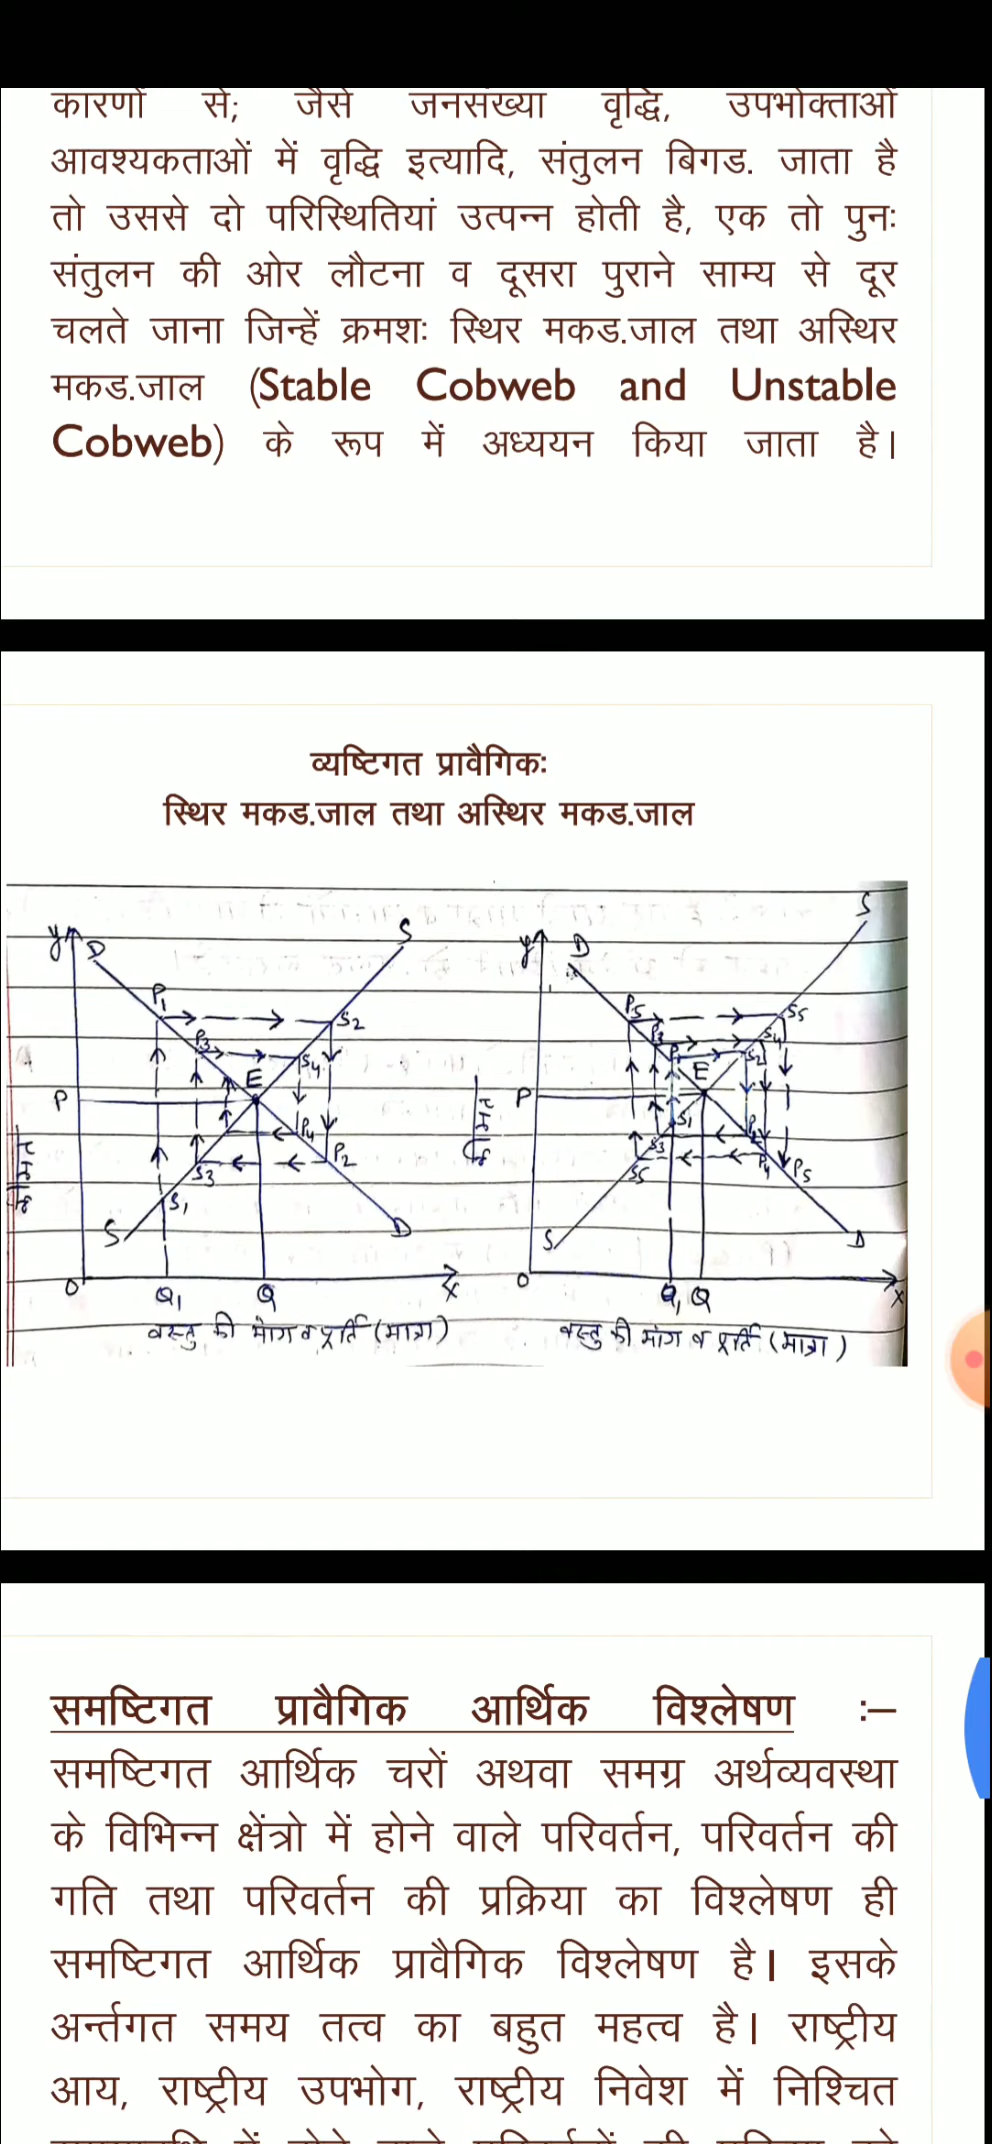 कारणों से; जैसे जनसंख्या वृद्धि, उपभोक्ताओं
आवश्यकताओं में वृद्धि इत्यादि, संतुलन बिगड. जाता है
तो उससे दो परिस्थितियां उत्पन्न होती है, एक तो पुनः
संतुलन की ओर लौटना व दूसरा पुराने साम्य से दूर
चलते जाना जिन्हें क्रमशः स्थिर मकड.जाल तथा अस्थिर
मकड.जाल (Stable Cobweb and Unstable
Cobweb) के रूप में अध्ययन किया जाता है।
व्यष्टिगत प्रावैगिकः
स्थिर मकड.जाल तथा अस्थिर मकड.जाल
y D S
P1 S2
P3 S4
E
P
P4
P2
S3
S1
S D
O Q1 Q X
कीमत
वस्तु की मांग व पूर्ति (मात्रा)
y D S
P5 S5
P3 S4
P1 S2
E
P
S1
S3
S5 P4 P5
S D
O Q1 Q X
कीमत
वस्तु की मांग व पूर्ति (मात्रा)
समष्टिगत प्रावैगिक आर्थिक विश्लेषण :–
समष्टिगत आर्थिक चरों अथवा समग्र अर्थव्यवस्था
के विभिन्न क्षेंत्रो में होने वाले परिवर्तन, परिवर्तन की
गति तथा परिवर्तन की प्रक्रिया का विश्लेषण ही
समष्टिगत आर्थिक प्रावैगिक विश्लेषण है। इसके
अर्न्तगत समय तत्व का बहुत महत्व है। राष्ट्रीय
आय, राष्ट्रीय उपभोग, राष्ट्रीय निवेश में निश्चित